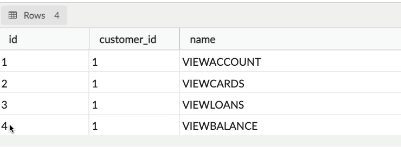 Rows 4
id customer_id name
1 1 VIEWACCOUNT
2 1 VIEWCARDS
3 1 VIEWLOANS
4 1 VIEWBALANCE